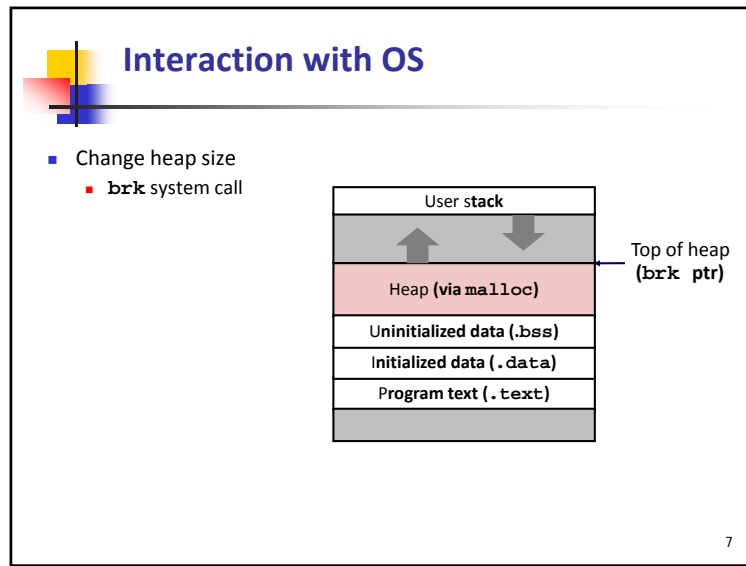 Interaction with OS
Change heap size
brk system call
User stack
Top of heap
(brk ptr)
Heap (via malloc)
Uninitialized data (.bss)
Initialized data (.data)
Program text (.text)
7